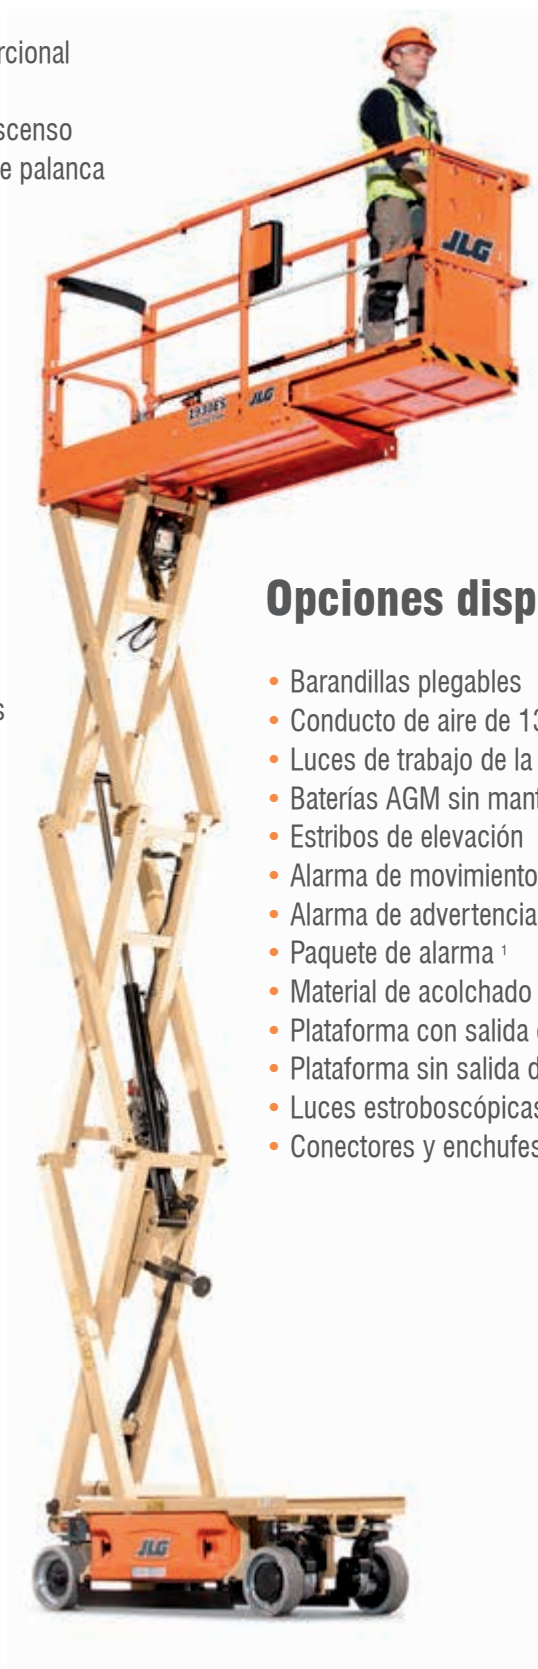 rcional
scenso
e palanca
JLG
1930ES
JLG
Opciones disp
s
• Barandillas plegables
• Conducto de aire de 13
• Luces de trabajo de la
• Baterías AGM sin mant
• Estribos de elevación
• Alarma de movimiento
• Alarma de advertencia
• Paquete de alarma ¹
• Material de acolchado
• Plataforma con salida
• Plataforma sin salida d
• Luces estroboscópicas
• Conectores y enchufes
JLG